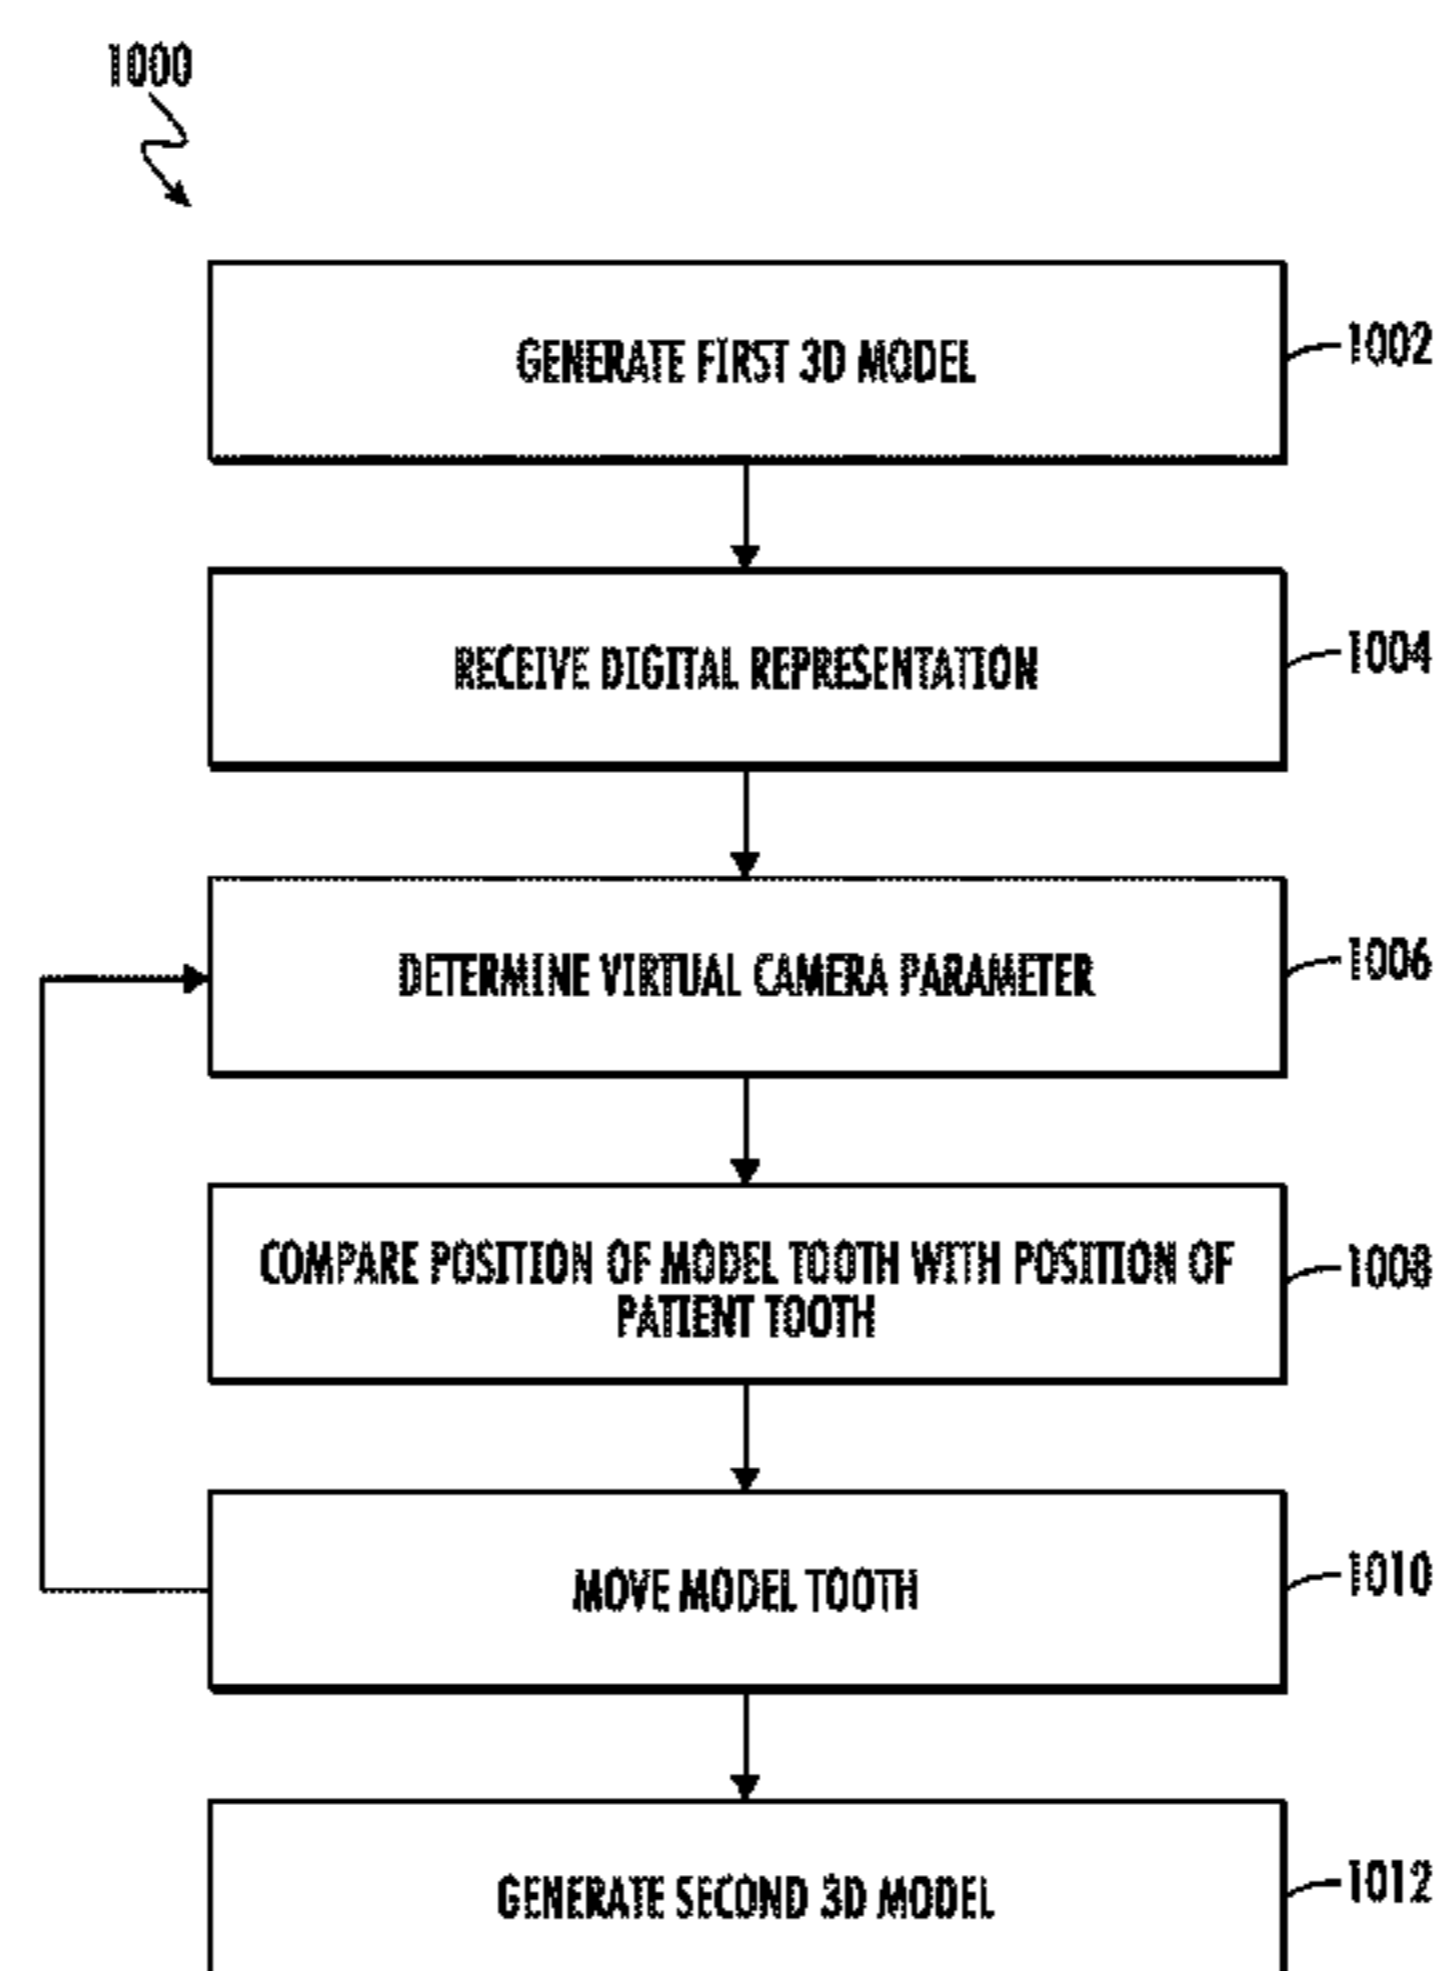 1000
GENERATE FIRST 3D MODEL
1002
RECEIVE DIGITAL REPRESENTATION
1004
DETERMINE VIRTUAL CAMERA PARAMETER
1006
COMPARE POSITION OF MODEL TOOTH WITH POSITION OF
PATIENT TOOTH
1008
MOVE MODEL TOOTH
1010
GENERATE SECOND 3D MODEL
1012